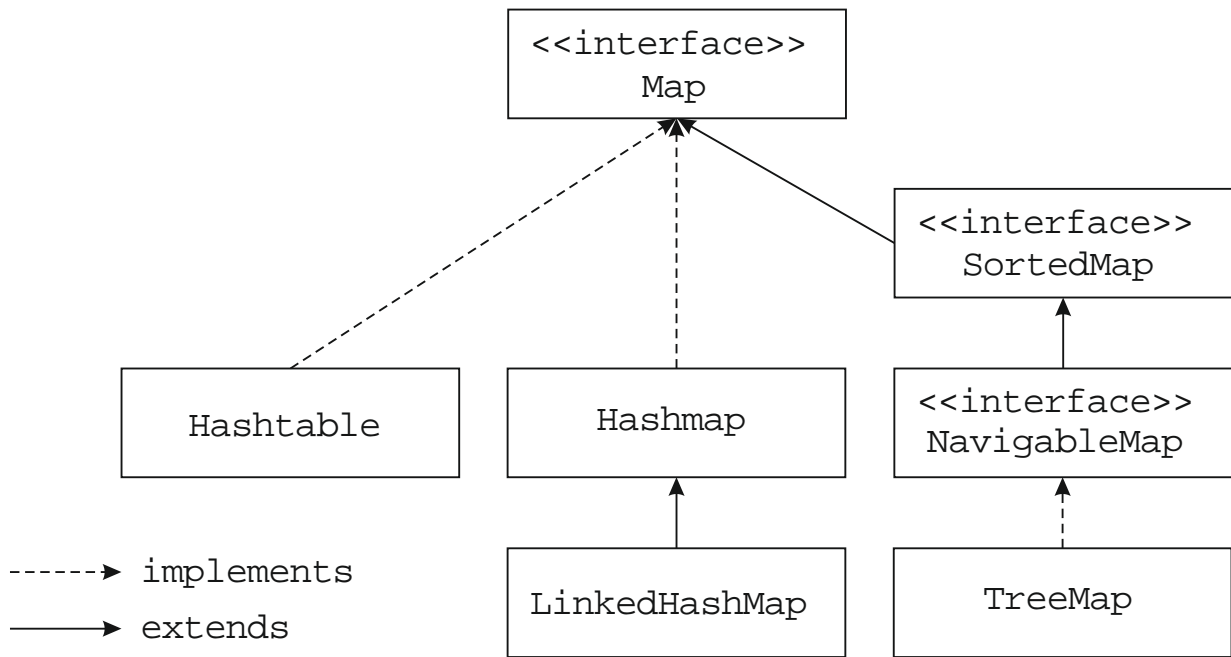 <<interface>>
Map
<<interface>>
SortedMap
Hashtable
Hashmap
<<interface>>
NavigableMap
LinkedHashMap
TreeMap
implements
extends